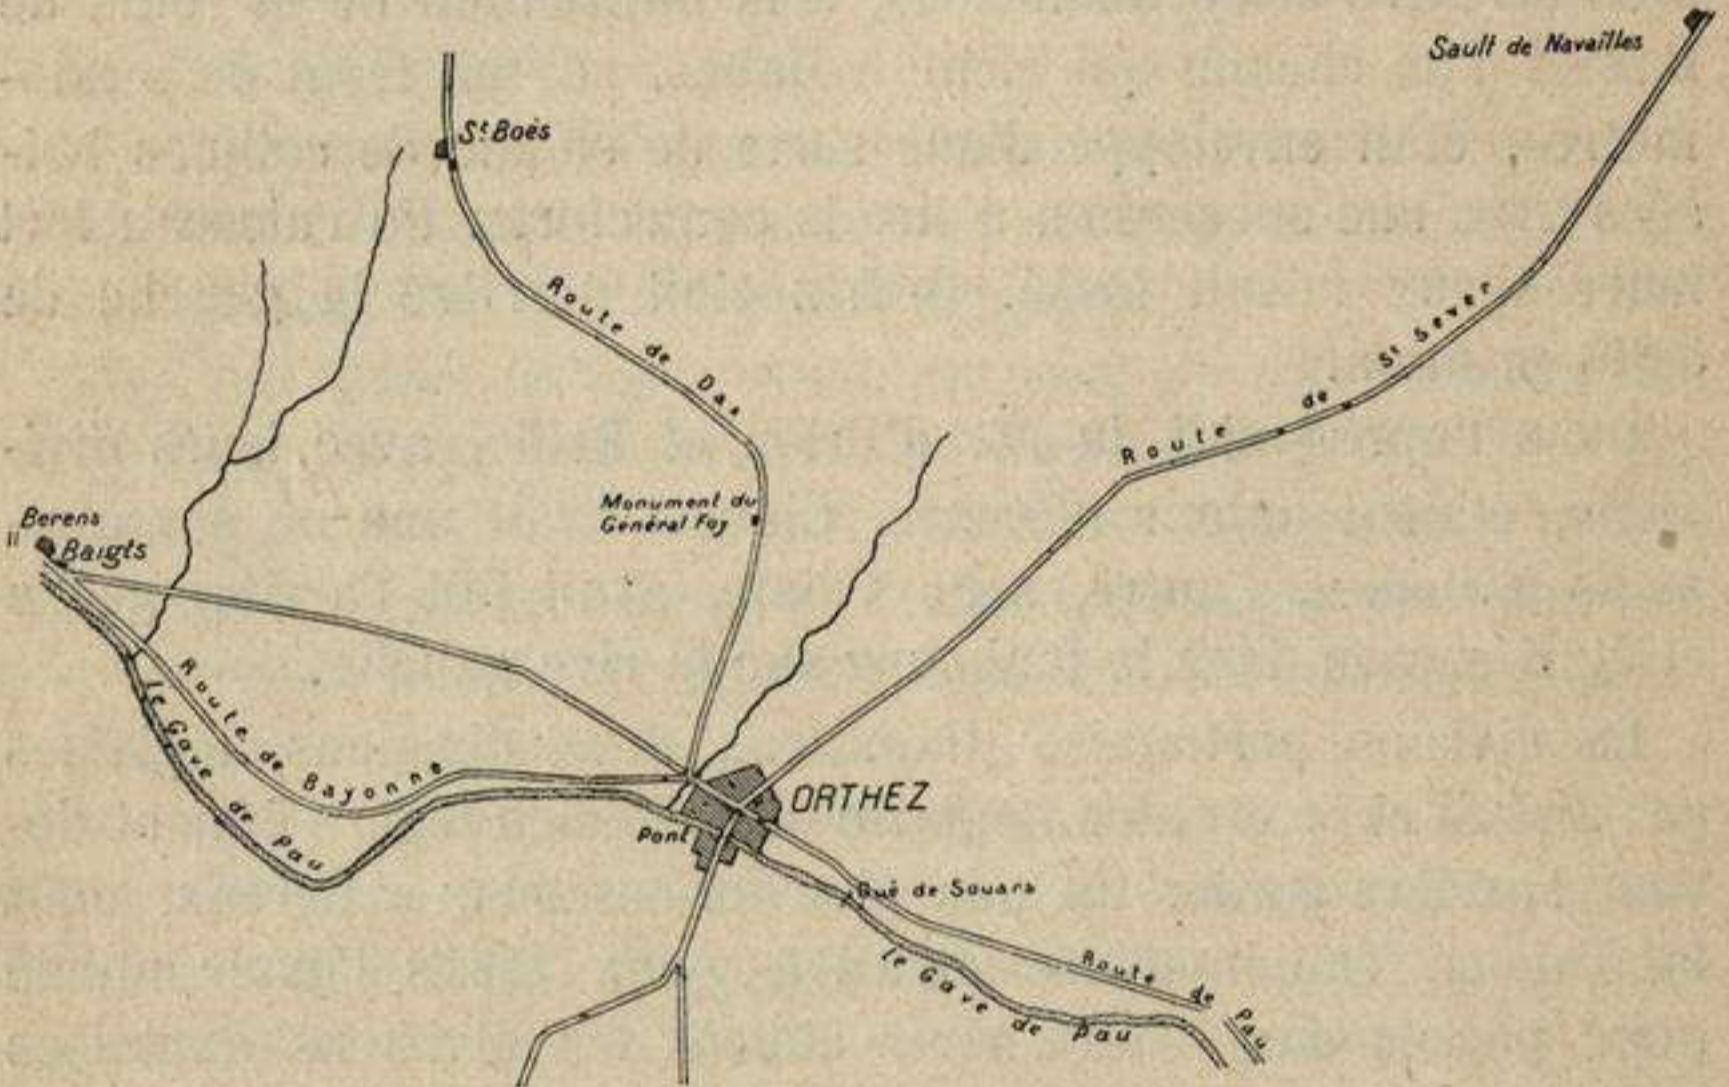 Sault de Navailles
St Boès
Route de Dax
Route de St Sever
Monument du
Général Foy
Berens
Baigts
Route de Bayonne
Le Gave de Pau
ORTHEZ
Pont
Gué de Souars
Route de Pau
Le Gave de Pau